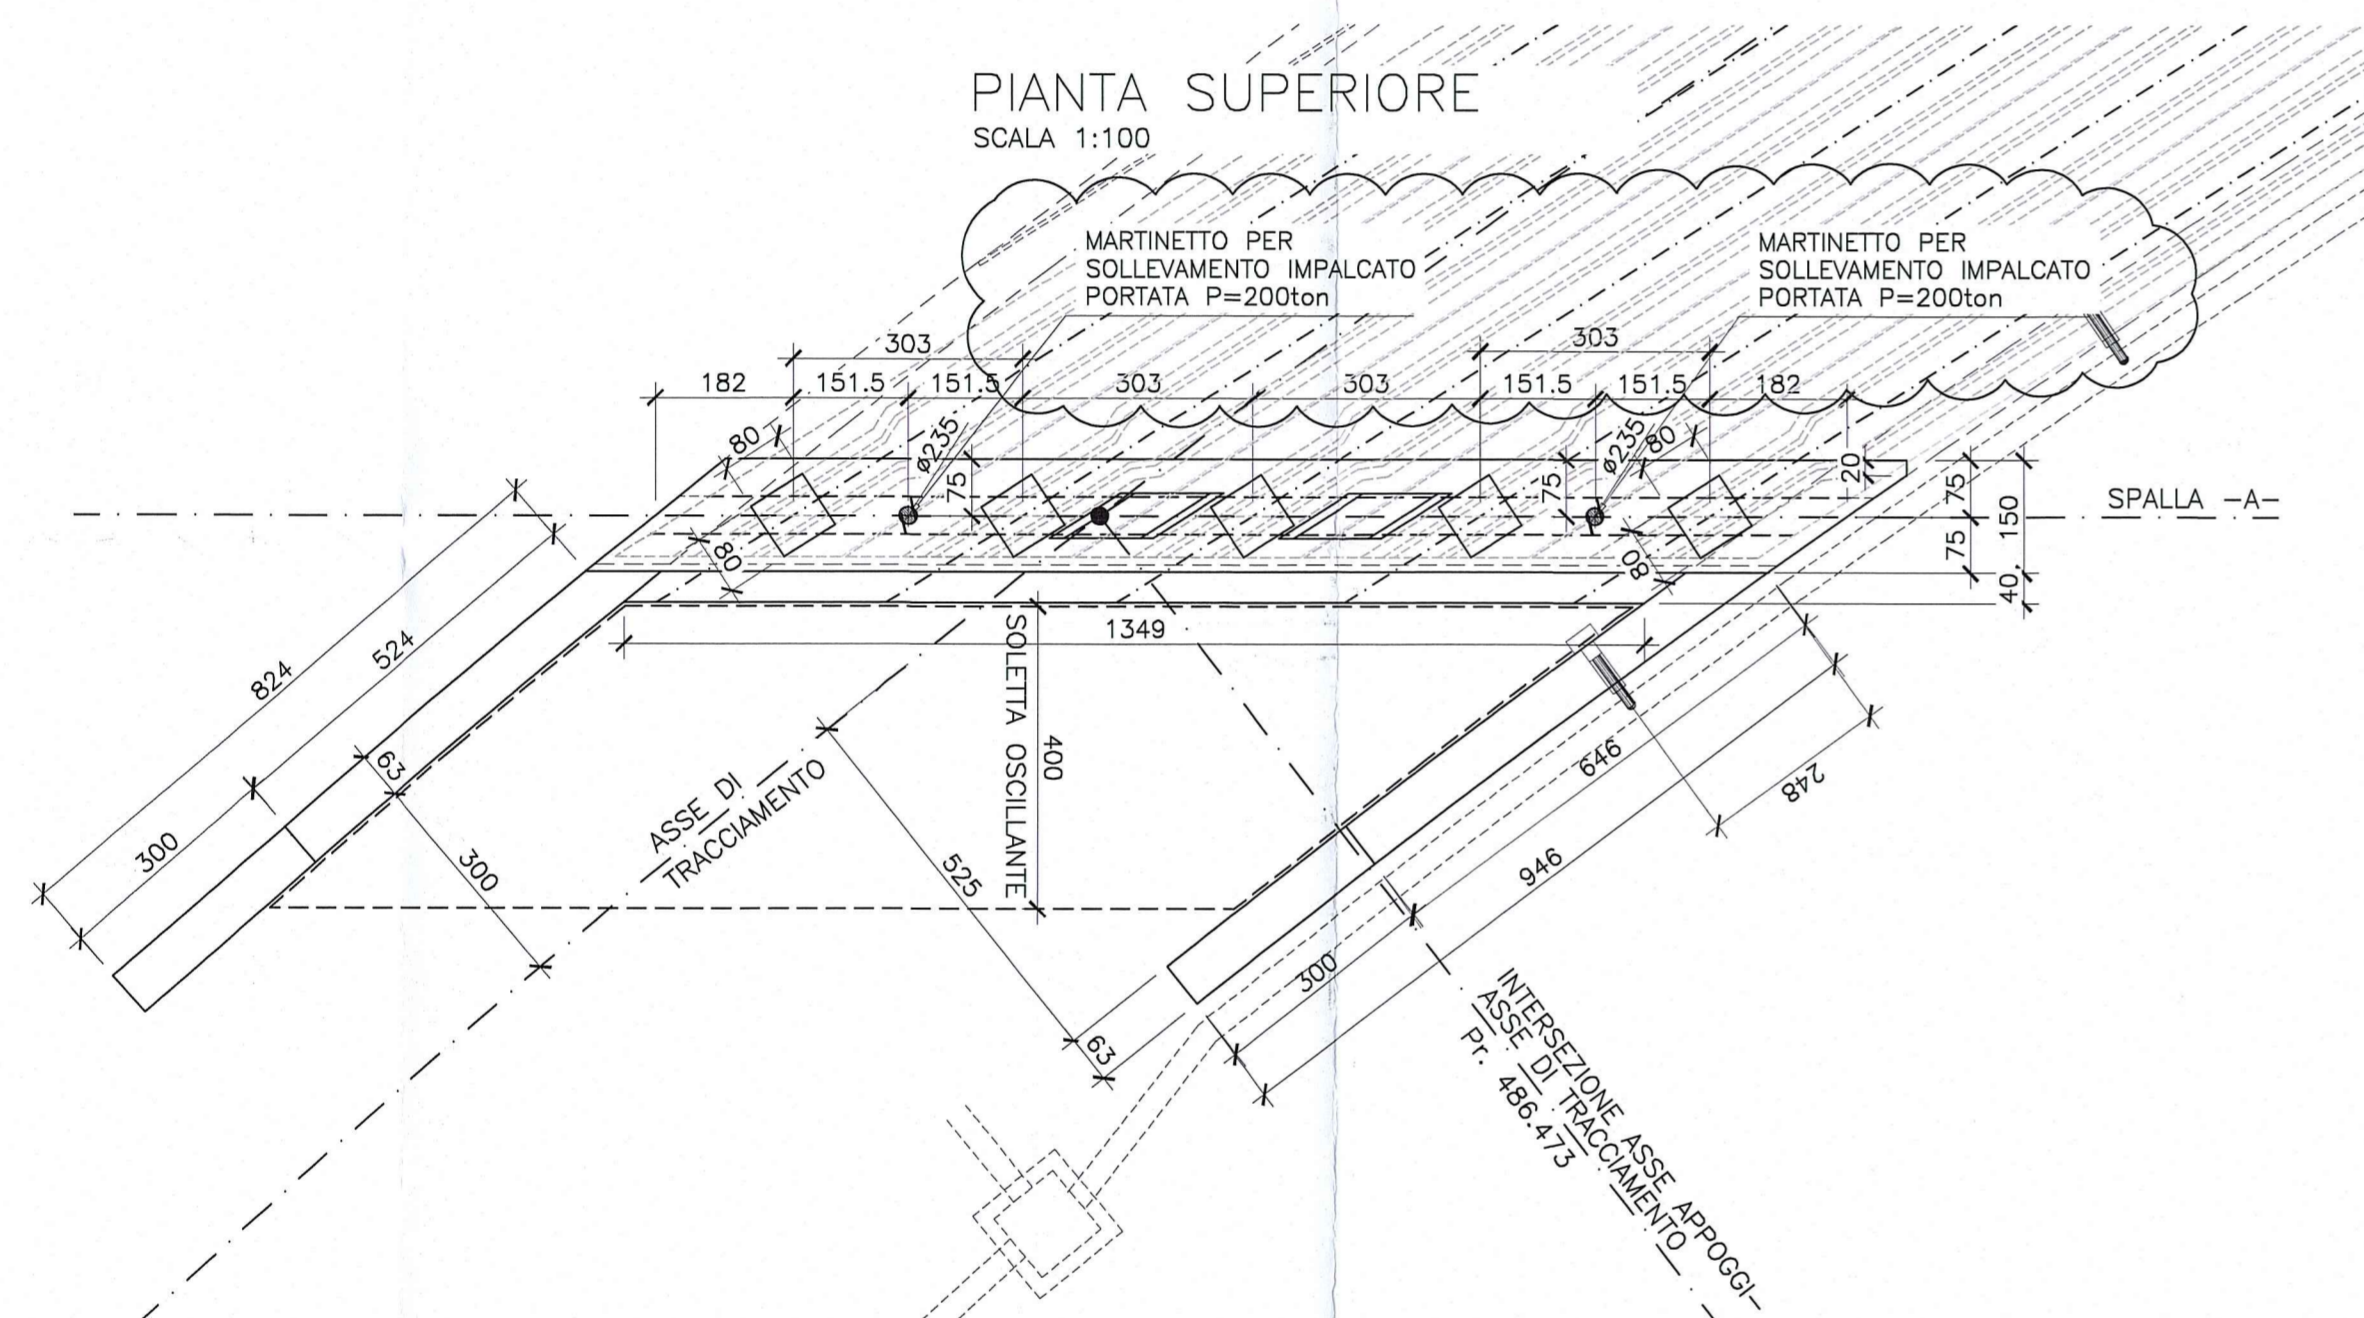 PIANTA SUPERIORE
SCALA 1:100
MARTINETTO PER
SOLLEVAMENTO IMPALCATO
PORTATA P=200ton
MARTINETTO PER
SOLLEVAMENTO IMPALCATO
PORTATA P=200ton
303
303
182
151.5
151.5
303
303
151.5
151.5
182
80
ø235
75
75
ø235
80
20
75
150
75
40
SPALLA -A-
80
80
1349
SOLETTA OSCILLANTE
400
824
524
300
63
300
ASSE DI
TRACCIAMENTO
525
63
646
248
946
300
INTERSEZIONE ASSE APPOGGI-
ASSE DI TRACCIAMENTO
Pr. 486.473